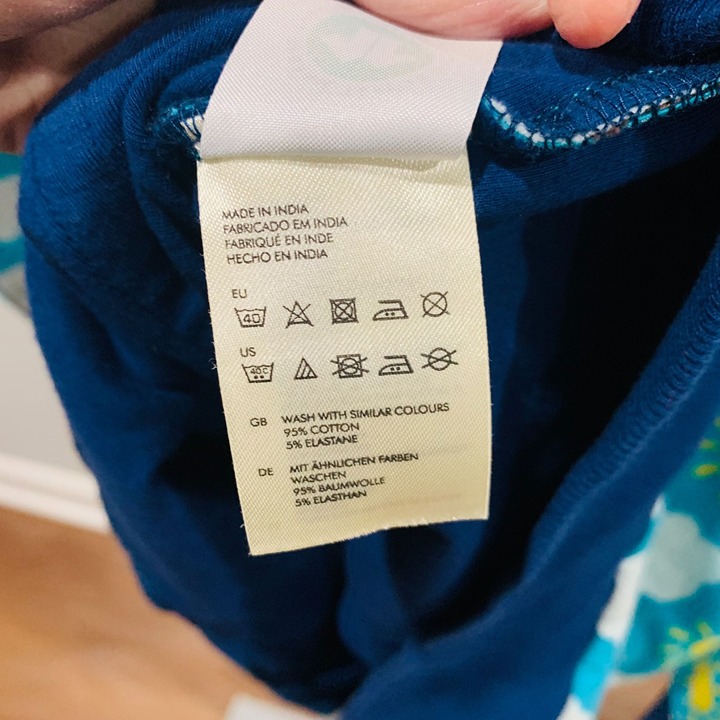 MADE IN INDIA
FABRICADO EM INDIA
FABRIQUÉ EN INDE
HECHO EN INDIA
EU
40
US
40C
GB WASH WITH SIMILAR COLOURS
95% COTTON
5% ELASTANE
DE MIT ÄHNLICHEN FARBEN
WASCHEN
95% BAUMWOLLE
5% ELASTHAN